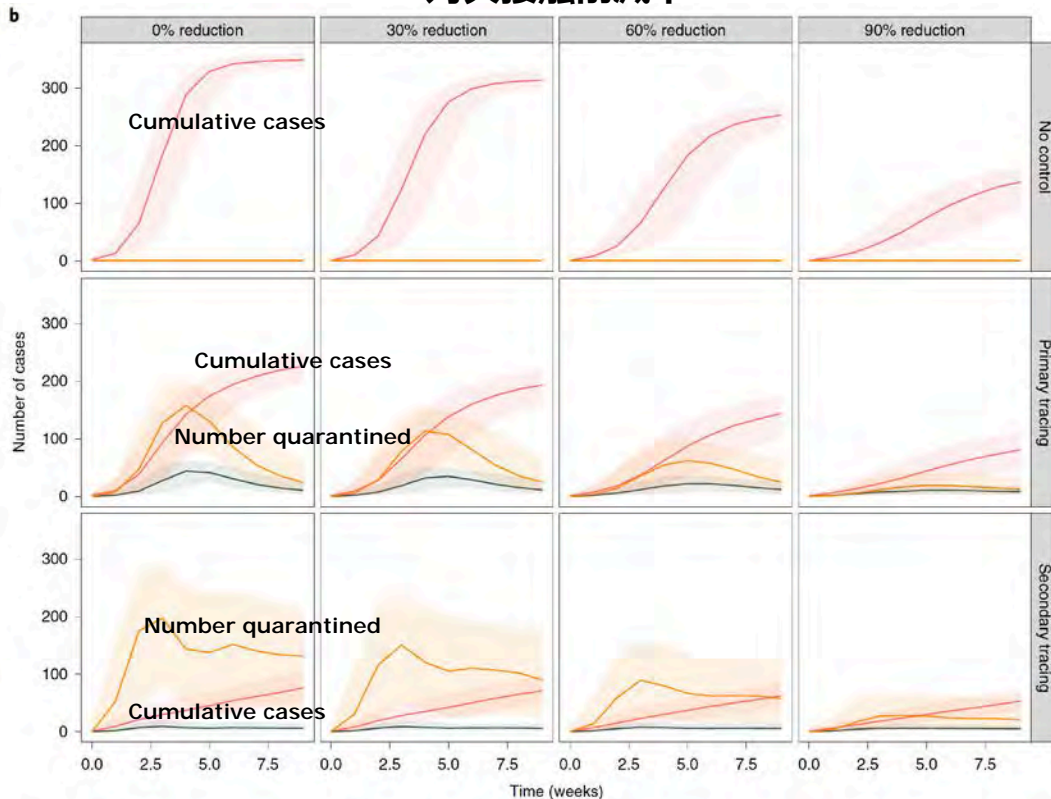 b
0% reduction
30% reduction
60% reduction
90% reduction
300
200
100
0
Cumulative cases
No control
Number of cases
300
200
100
0
Cumulative cases
Number quarantined
Primary tracing
300
200
100
0
Number quarantined
Cumulative cases
Secondary tracing
0.0 2.5 5.0 7.5
0.0 2.5 5.0 7.5
0.0 2.5 5.0 7.5
0.0 2.5 5.0 7.5
Time (weeks)